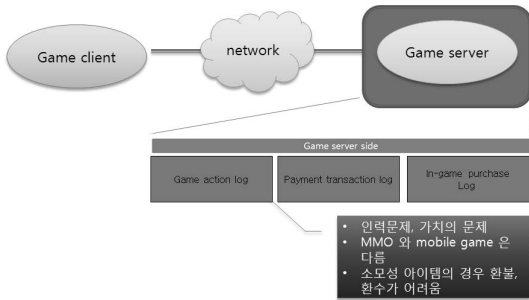 Game client
network
Game server
Game server side
Game action log
Payment transaction log
In-game purchase
Log
• 인력문제, 가치의 문제
• MMO 와 mobile game 은
다름
• 소모성 아이템의 경우 환불,
환수가 어려움